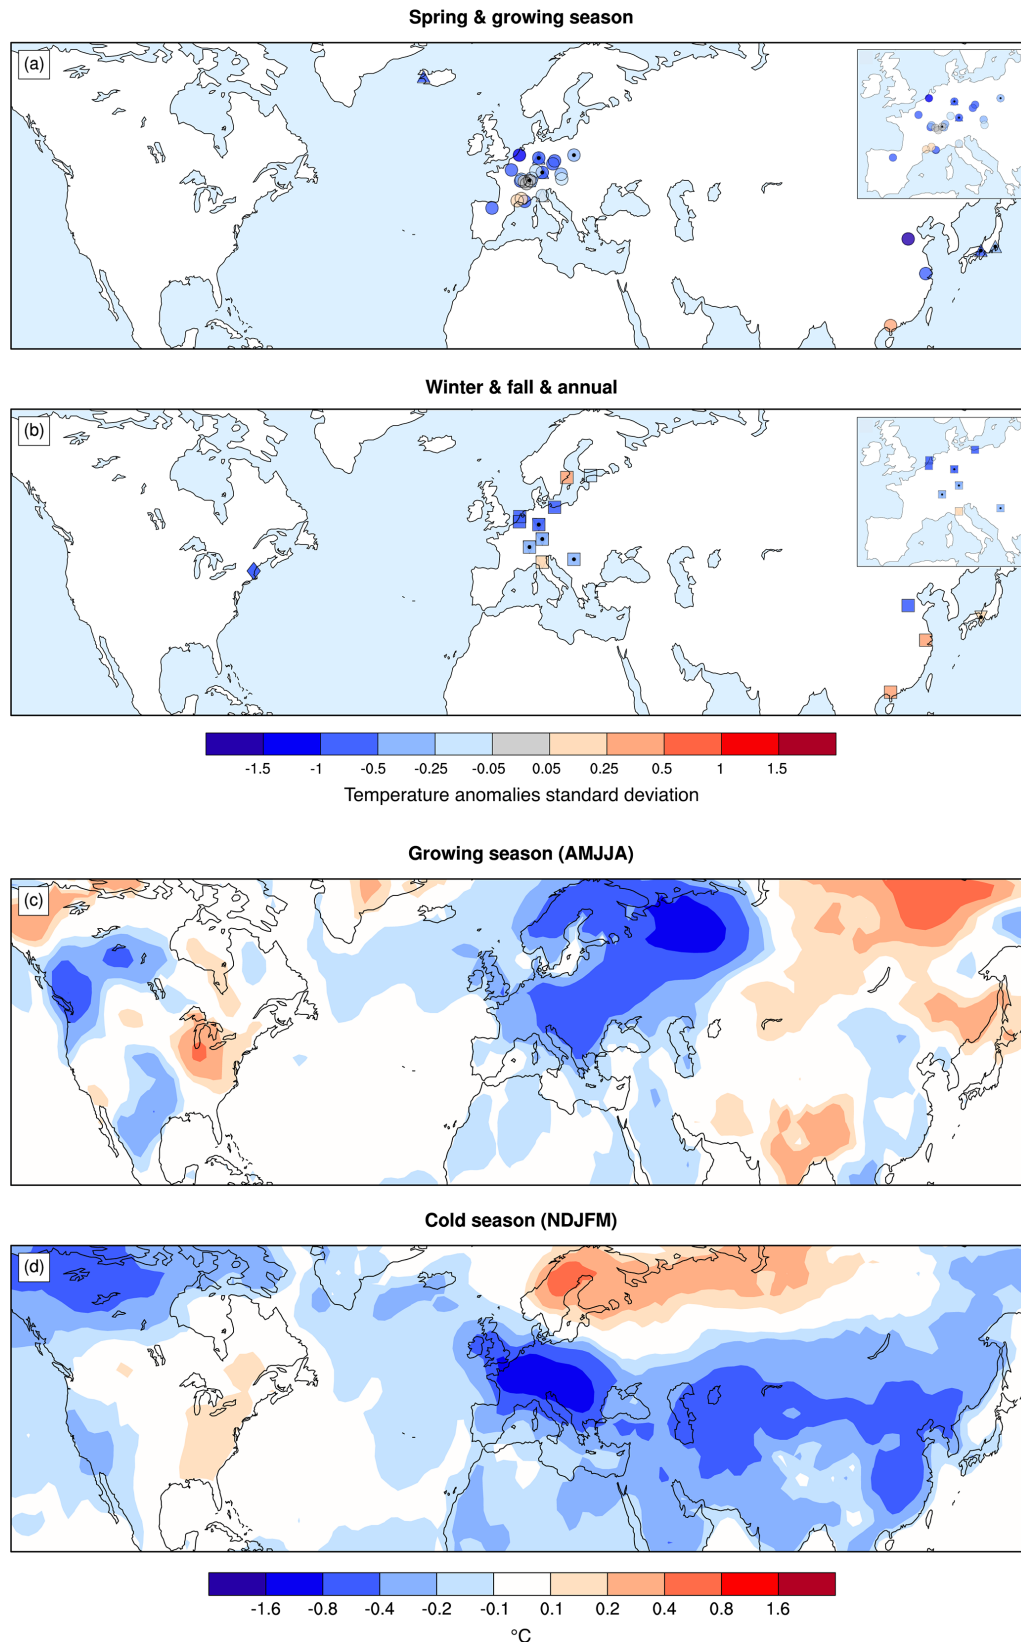 Spring & growing season
(a)
Winter & fall & annual
(b)
-1.5 -1 -0.5 -0.25 -0.05 0.05 0.25 0.5 1 1.5
Temperature anomalies standard deviation
Growing season (AMJJA)
(c)
Cold season (NDJFM)
(d)
-1.6 -0.8 -0.4 -0.2 -0.1 0.1 0.2 0.4 0.8 1.6
°C